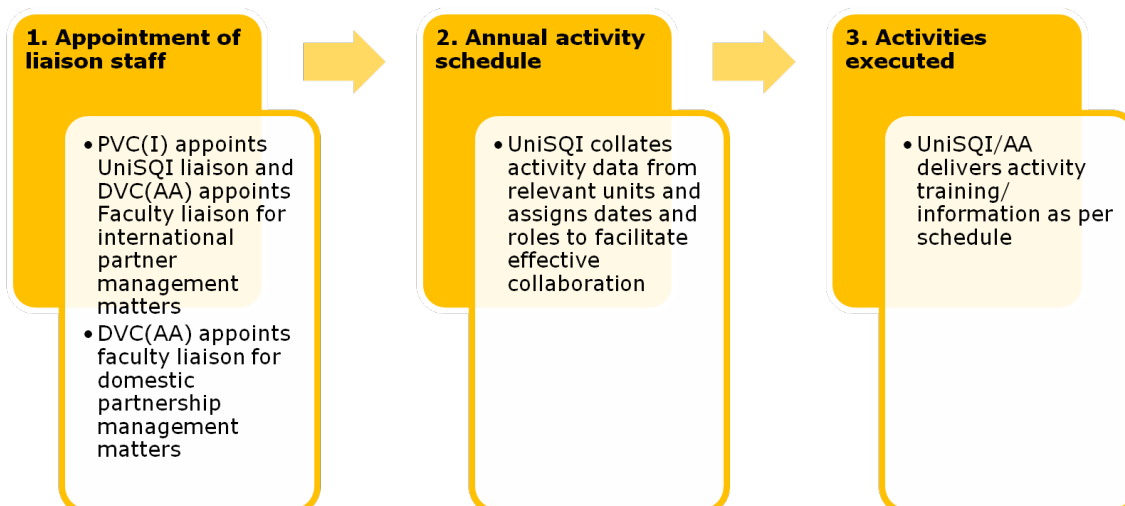 1. Appointment of
liaison staff
• PVC(I) appoints
UniSQI liaison and
DVC(AA) appoints
Faculty liaison for
international
partner
management
matters
• DVC(AA) appoints
faculty liaison for
domestic
partnership
management
matters
2. Annual activity
schedule
• UniSQI collates
activity data from
relevant units and
assigns dates and
roles to facilitate
effective
collaboration
3. Activities
executed
• UniSQI/AA
delivers activity
training/
information as per
schedule